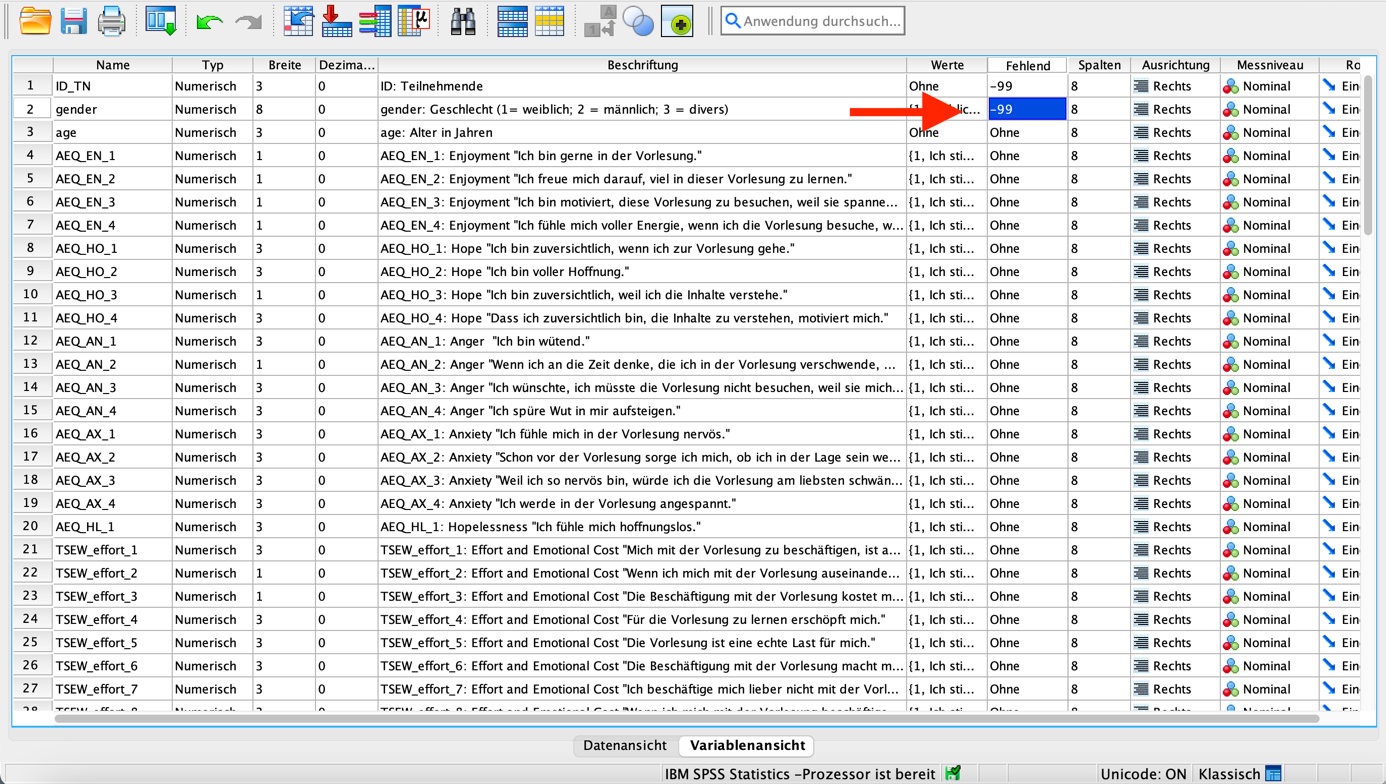 Anwendung durchsuch...
Name Typ Breite Dezima... Beschriftung Werte Fehlend Spalten Ausrichtung Messniveau Ro
1 ID_TN Numerisch 3 0 ID: Teilnehmende Ohne -99 8 Rechts Nominal Ein
2 gender Numerisch 8 0 gender: Geschlecht (1= weiblich; 2 = männlich; 3 = divers) -99 8 Rechts Nominal Ein
3 age Numerisch 3 0 age: Alter in Jahren Ohne Ohne 8 Rechts Nominal Ein
4 AEQ_EN_1 Numerisch 1 0 AEQ_EN_1: Enjoyment "Ich bin gerne in der Vorlesung." {1, Ich sti... Ohne 8 Rechts Nominal Ein
5 AEQ_EN_2 Numerisch 1 0 AEQ_EN_2: Enjoyment "Ich freue mich darauf, viel in dieser Vorlesung zu lernen." {1, Ich sti... Ohne 8 Rechts Nominal Ein
6 AEQ_EN_3 Numerisch 1 0 AEQ_EN_3: Enjoyment "Ich bin motiviert, diese Vorlesung zu besuchen, weil sie spanne... {1, Ich sti... Ohne 8 Rechts Nominal Ein
7 AEQ_EN_4 Numerisch 1 0 AEQ_EN_4: Enjoyment "Ich fühle mich voller Energie, wenn ich die Vorlesung besuche, w... {1, Ich sti... Ohne 8 Rechts Nominal Ein
8 AEQ_HO_1 Numerisch 3 0 AEQ_HO_1: Hope "Ich bin zuversichtlich, wenn ich zur Vorlesung gehe." {1, Ich sti... Ohne 8 Rechts Nominal Ein
9 AEQ_HO_2 Numerisch 3 0 AEQ_HO_2: Hope "Ich bin voller Hoffnung." {1, Ich sti... Ohne 8 Rechts Nominal Ein
10 AEQ_HO_3 Numerisch 1 0 AEQ_HO_3: Hope "Ich bin zuversichtlich, weil ich die Inhalte verstehe." {1, Ich sti... Ohne 8 Rechts Nominal Ein
11 AEQ_HO_4 Numerisch 3 0 AEQ_HO_4: Hope "Dass ich zuversichtlich bin, die Inhalte zu verstehen, motiviert mich." {1, Ich sti... Ohne 8 Rechts Nominal Ein
12 AEQ_AN_1 Numerisch 3 0 AEQ_AN_1: Anger "Ich bin wütend." {1, Ich sti... Ohne 8 Rechts Nominal Ein
13 AEQ_AN_2 Numerisch 1 0 AEQ_AN_2: Anger "Wenn ich an die Zeit denke, die ich in der Vorlesung verschwende, ... {1, Ich sti... Ohne 8 Rechts Nominal Ein
14 AEQ_AN_3 Numerisch 3 0 AEQ_AN_3: Anger "Ich wünschte, ich müsste die Vorlesung nicht besuchen, weil sie mich... {1, Ich sti... Ohne 8 Rechts Nominal Ein
15 AEQ_AN_4 Numerisch 3 0 AEQ_AN_4: Anger "Ich spüre Wut in mir aufsteigen." {1, Ich sti... Ohne 8 Rechts Nominal Ein
16 AEQ_AX_1 Numerisch 3 0 AEQ_AX_1: Anxiety "Ich fühle mich in der Vorlesung nervös." {1, Ich sti... Ohne 8 Rechts Nominal Ein
17 AEQ_AX_2 Numerisch 3 0 AEQ_AX_2: Anxiety "Schon vor der Vorlesung sorge ich mich, ob ich in der Lage sein we... {1, Ich sti... Ohne 8 Rechts Nominal Ein
18 AEQ_AX_3 Numerisch 3 0 AEQ_AX_3: Anxiety "Weil ich so nervös bin, würde ich die Vorlesung am liebsten schwän... {1, Ich sti... Ohne 8 Rechts Nominal Ein
19 AEQ_AX_4 Numerisch 3 0 AEQ_AX_4: Anxiety "Ich werde in der Vorlesung angespannt." {1, Ich sti... Ohne 8 Rechts Nominal Ein
20 AEQ_HL_1 Numerisch 3 0 AEQ_HL_1: Hopelessness "Ich fühle mich hoffnungslos." {1, Ich sti... Ohne 8 Rechts Nominal Ein
21 TSEW_effort_1 Numerisch 3 0 TSEW_effort_1: Effort and Emotional Cost "Mich mit der Vorlesung zu beschäftigen, ist a... {1, Ich sti... Ohne 8 Rechts Nominal Ein
22 TSEW_effort_2 Numerisch 1 0 TSEW_effort_2: Effort and Emotional Cost "Wenn ich mich mit der Vorlesung auseinande... {1, Ich sti... Ohne 8 Rechts Nominal Ein
23 TSEW_effort_3 Numerisch 1 0 TSEW_effort_3: Effort and Emotional Cost "Die Beschäftigung mit der Vorlesung kostet m... {1, Ich sti... Ohne 8 Rechts Nominal Ein
24 TSEW_effort_4 Numerisch 3 0 TSEW_effort_4: Effort and Emotional Cost "Für die Vorlesung zu lernen erschöpft mich." {1, Ich sti... Ohne 8 Rechts Nominal Ein
25 TSEW_effort_5 Numerisch 3 0 TSEW_effort_5: Effort and Emotional Cost "Die Vorlesung ist eine echte Last für mich." {1, Ich sti... Ohne 8 Rechts Nominal Ein
26 TSEW_effort_6 Numerisch 3 0 TSEW_effort_6: Effort and Emotional Cost "Die Beschäftigung mit der Vorlesung macht m... {1, Ich sti... Ohne 8 Rechts Nominal Ein
27 TSEW_effort_7 Numerisch 3 0 TSEW_effort_7: Effort and Emotional Cost "Ich beschäftige mich lieber nicht mit der Vorl... {1, Ich sti... Ohne 8 Rechts Nominal Ein
Datenansicht Variablenansicht
IBM SPSS Statistics -Prozessor ist bereit Unicode: ON Klassisch